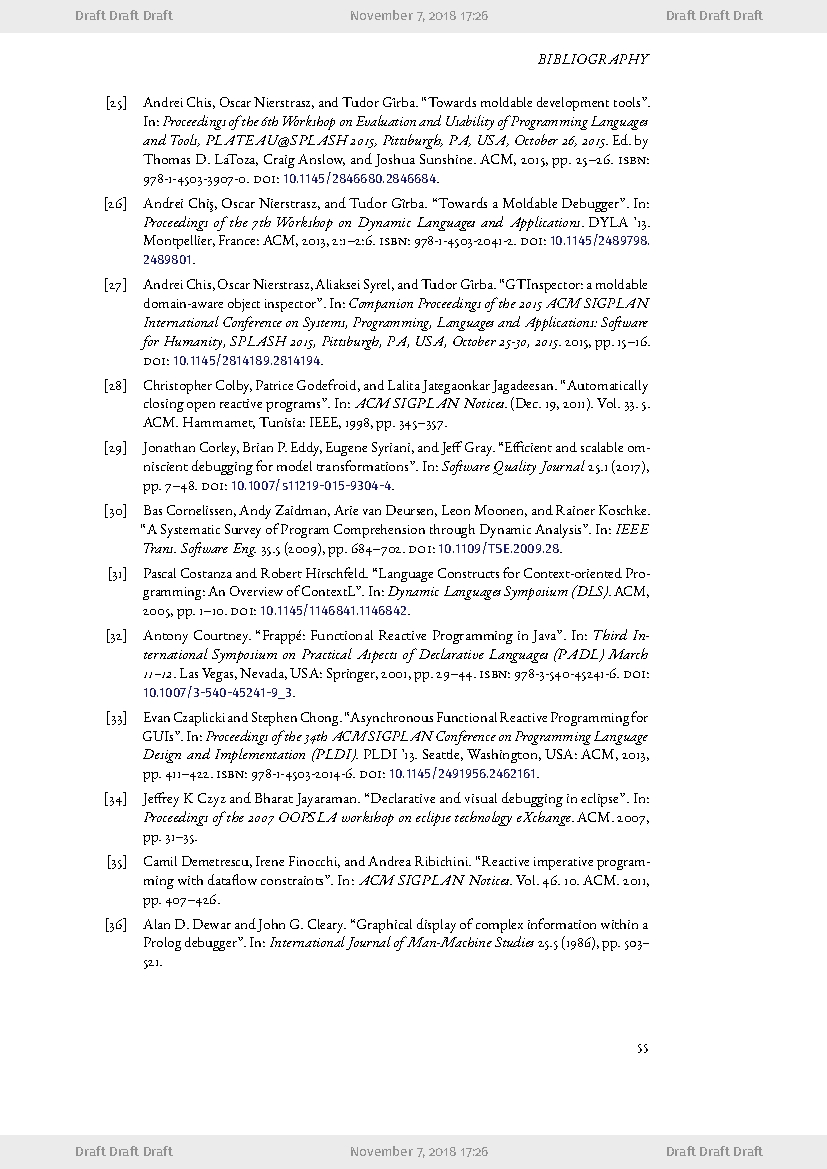 Draft Draft Draft November 7, 2018 17:26 Draft Draft Draft
BIBLIOGRAPHY
[25] Andrei Chis, Oscar Nierstrasz, and Tudor Gîrba. “Towards moldable development tools”.
In: Proceedings of the 6th Workshop on Evaluation and Usability of Programming Languages
and Tools, PLATEAU@SPLASH 2015, Pittsburgh, PA, USA, October 26, 2015. Ed. by
Thomas D. LaToza, Craig Anslow, and Joshua Sunshine. ACM, 2015, pp. 25–26. ISBN:
978-1-4503-3907-0. DOI: 10.1145/2846680.2846684.
[26] Andrei Chiş, Oscar Nierstrasz, and Tudor Gîrba. “Towards a Moldable Debugger”. In:
Proceedings of the 7th Workshop on Dynamic Languages and Applications. DYLA ’13.
Montpellier, France: ACM, 2013, 2:1–2:6. ISBN: 978-1-4503-2041-2. DOI: 10.1145/2489798.
2489801.
[27] Andrei Chis, Oscar Nierstrasz, Aliaksei Syrel, and Tudor Gîrba. “GTInspector: a moldable
domain-aware object inspector”. In: Companion Proceedings of the 2015 ACM SIGPLAN
International Conference on Systems, Programming, Languages and Applications: Software
for Humanity, SPLASH 2015, Pittsburgh, PA, USA, October 25-30, 2015. 2015, pp. 15–16.
DOI: 10.1145/2814189.2814194.
[28] Christopher Colby, Patrice Godefroid, and Lalita Jategaonkar Jagadeesan. “Automatically
closing open reactive programs”. In: ACM SIGPLAN Notices. (Dec. 19, 2011). Vol. 33. 5.
ACM. Hammamet, Tunisia: IEEE, 1998, pp. 345–357.
[29] Jonathan Corley, Brian P. Eddy, Eugene Syriani, and Jeff Gray. “Efficient and scalable om-
niscient debugging for model transformations”. In: Software Quality Journal 25.1 (2017),
pp. 7–48. DOI: 10.1007/s11219-015-9304-4.
[30] Bas Cornelissen, Andy Zaidman, Arie van Deursen, Leon Moonen, and Rainer Koschke.
“A Systematic Survey of Program Comprehension through Dynamic Analysis”. In: IEEE
Trans. Software Eng. 35.5 (2009), pp. 684–702. DOI: 10.1109/TSE.2009.28.
[31] Pascal Costanza and Robert Hirschfeld. “Language Constructs for Context-oriented Pro-
gramming: An Overview of ContextL”. In: Dynamic Languages Symposium (DLS). ACM,
2005, pp. 1–10. DOI: 10.1145/1146841.1146842.
[32] Antony Courtney. “Frappé: Functional Reactive Programming in Java”. In: Third In-
ternational Symposium on Practical Aspects of Declarative Languages (PADL) March
11–12. Las Vegas, Nevada, USA: Springer, 2001, pp. 29–44. ISBN: 978-3-540-45241-6. DOI:
10.1007/3-540-45241-9_3.
[33] Evan Czaplicki and Stephen Chong. “Asynchronous Functional Reactive Programming for
GUIs”. In: Proceedings of the 34th ACM SIGPLAN Conference on Programming Language
Design and Implementation (PLDI). PLDI ’13. Seattle, Washington, USA: ACM, 2013,
pp. 411–422. ISBN: 978-1-4503-2014-6. DOI: 10.1145/2491956.2462161.
[34] Jeffrey K Czyz and Bharat Jayaraman. “Declarative and visual debugging in eclipse”. In:
Proceedings of the 2007 OOPSLA workshop on eclipse technology eXchange. ACM. 2007,
pp. 31–35.
[35] Camil Demetrescu, Irene Finocchi, and Andrea Ribichini. “Reactive imperative program-
ming with dataflow constraints”. In: ACM SIGPLAN Notices. Vol. 46. 10. ACM. 2011,
pp. 407–426.
[36] Alan D. Dewar and John G. Cleary. “Graphical display of complex information within a
Prolog debugger”. In: International Journal of Man-Machine Studies 25.5 (1986), pp. 503–
521.
55
Draft Draft Draft November 7, 2018 17:26 Draft Draft Draft